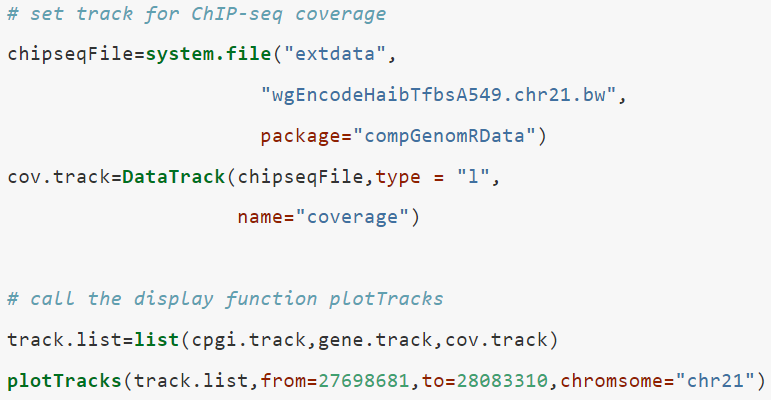 # set track for ChIP-seq coverage
chipseqFile=system.file("extdata",
"wgEncodeHaibTfbsA549.chr21.bw",
package="compGenomRData")
cov.track=DataTrack(chipseqFile,type = "l",
name="coverage")
# call the display function plotTracks
track.list=list(cpgi.track,gene.track,cov.track)
plotTracks(track.list,from=27698681,to=28083310,chromsome="chr21")